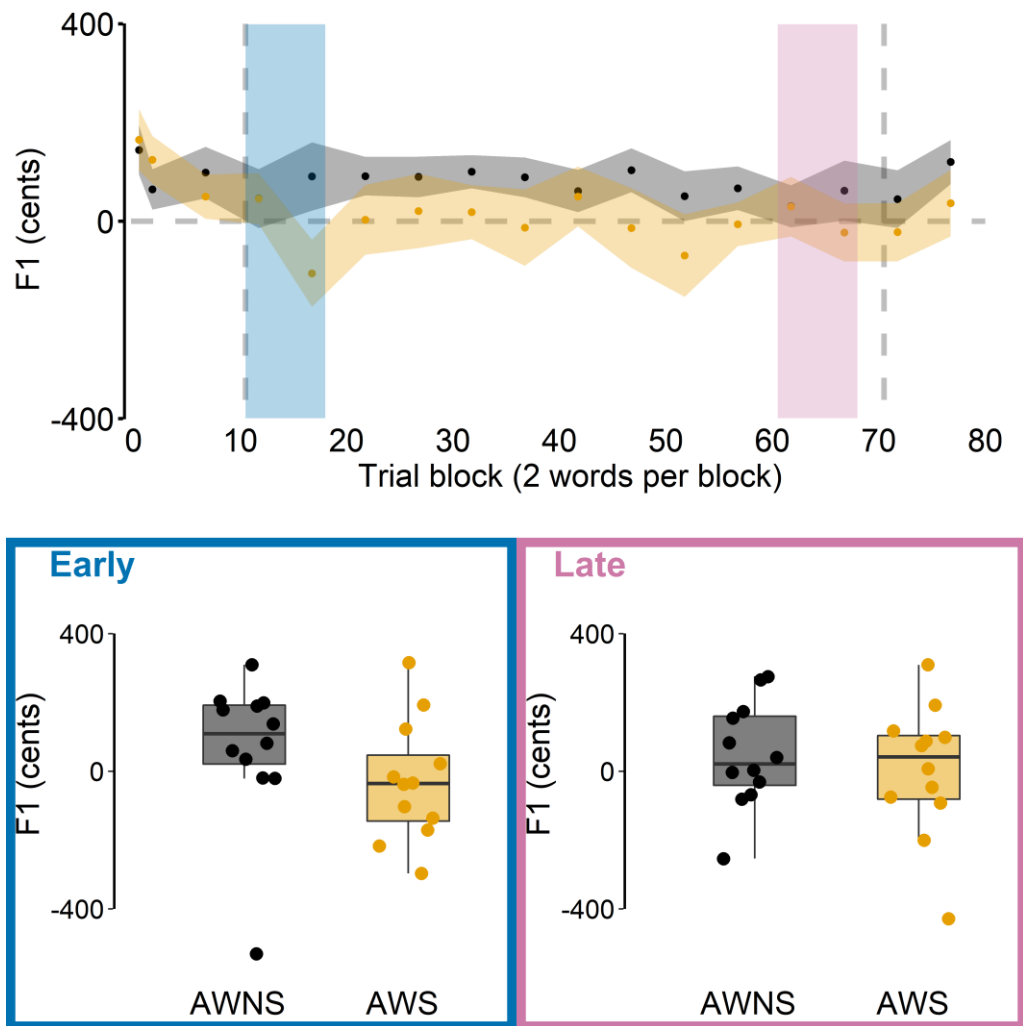 400
0
-400
F1 (cents)
0 10 20 30 40 50 60 70 80
Trial block (2 words per block)
Early
400
0
-400
F1 (cents)
AWNS AWS
Late
400
0
-400
F1 (cents)
AWNS AWS